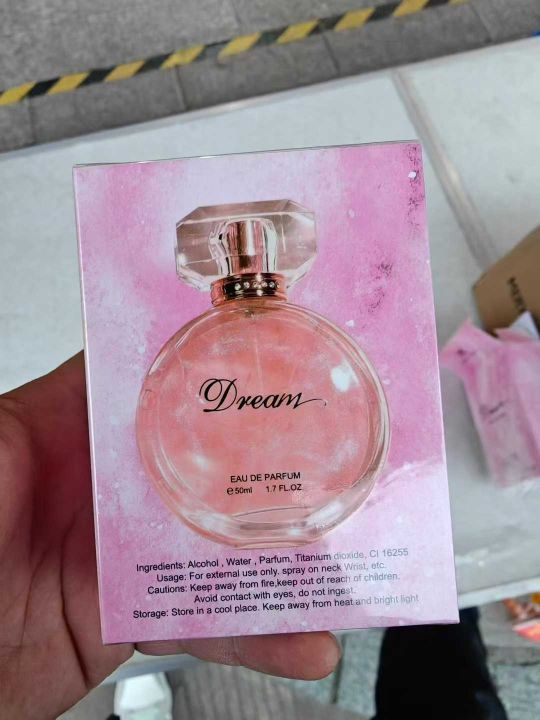 Dream
EAU DE PARFUM
℮50ml 1.7 FL.OZ
Ingredients: Alcohol , Water , Parfum, Titanium dioxide, CI 16255
Usage: For external use only. spray on neck Wrist, etc.
Cautions: Keep away from fire,keep out of reach of children.
Avoid contact with eyes, do not ingest.
Storage: Store in a cool place. Keep away from heat and bright light